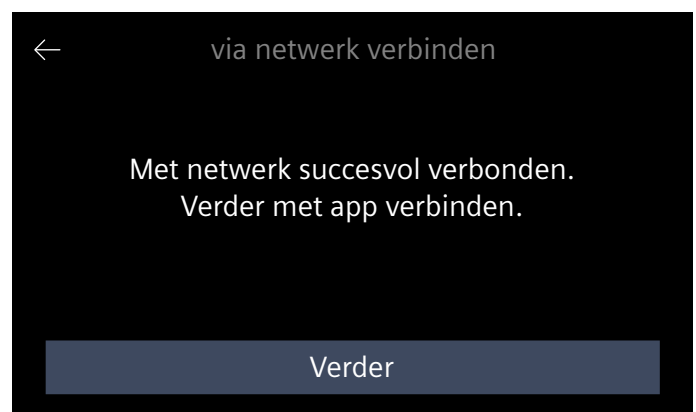 via netwerk verbinden
Met netwerk succesvol verbonden.
Verder met app verbinden.
Verder